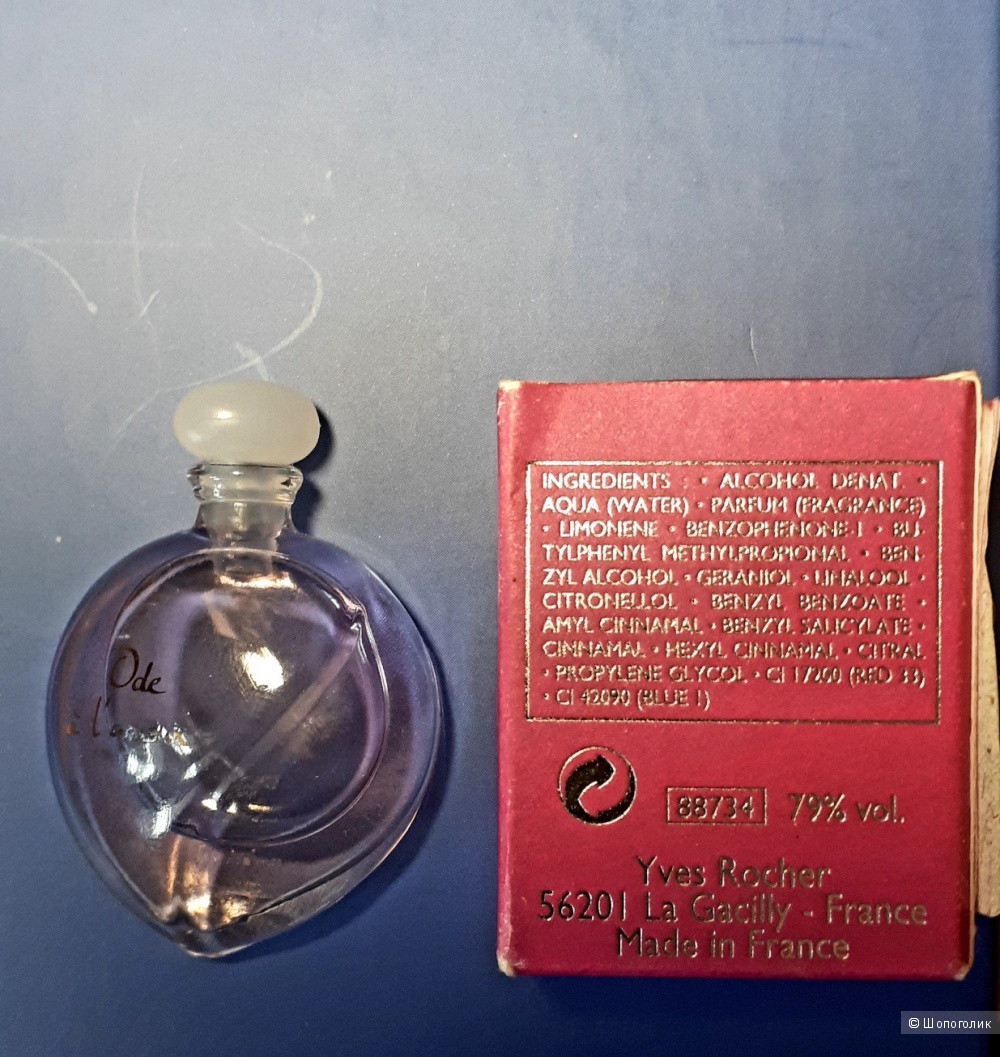 Ode
à l'amour
INGREDIENTS : • ALCOHOL DENAT. •
AQUA (WATER) • PARFUM (FRAGRANCE)
• LIMONENE • BENZOPHENONE-1 • BU-
TYLPHENYL METHYLPROPIONAL • BEN-
ZYL ALCOHOL • GERANIOL • LINALOOL •
CITRONELLOL • BENZYL BENZOATE •
AMYL CINNAMAL • BENZYL SALICYLATE •
CINNAMAL • HEXYL CINNAMAL • CITRAL
• PROPYLENE GLYCOL • CI 17200 (RED 33)
• CI 42090 (BLUE 1)
88734 79% vol.
Yves Rocher
56201 La Gacilly - France
Made in France
© Шопоголик